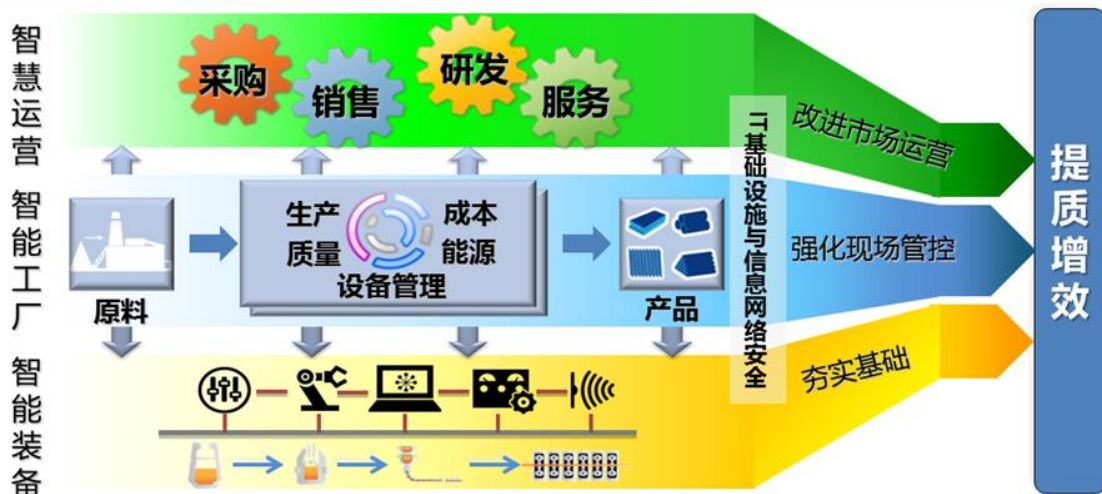 智慧运营
采购
销售
研发
服务
改进市场运营
智能工厂
原料
生产
成本
质量
能源
设备管理
产品
强化现场管控
IT基础设施与信息网络安全
智能装备
夯实基础
提质增效